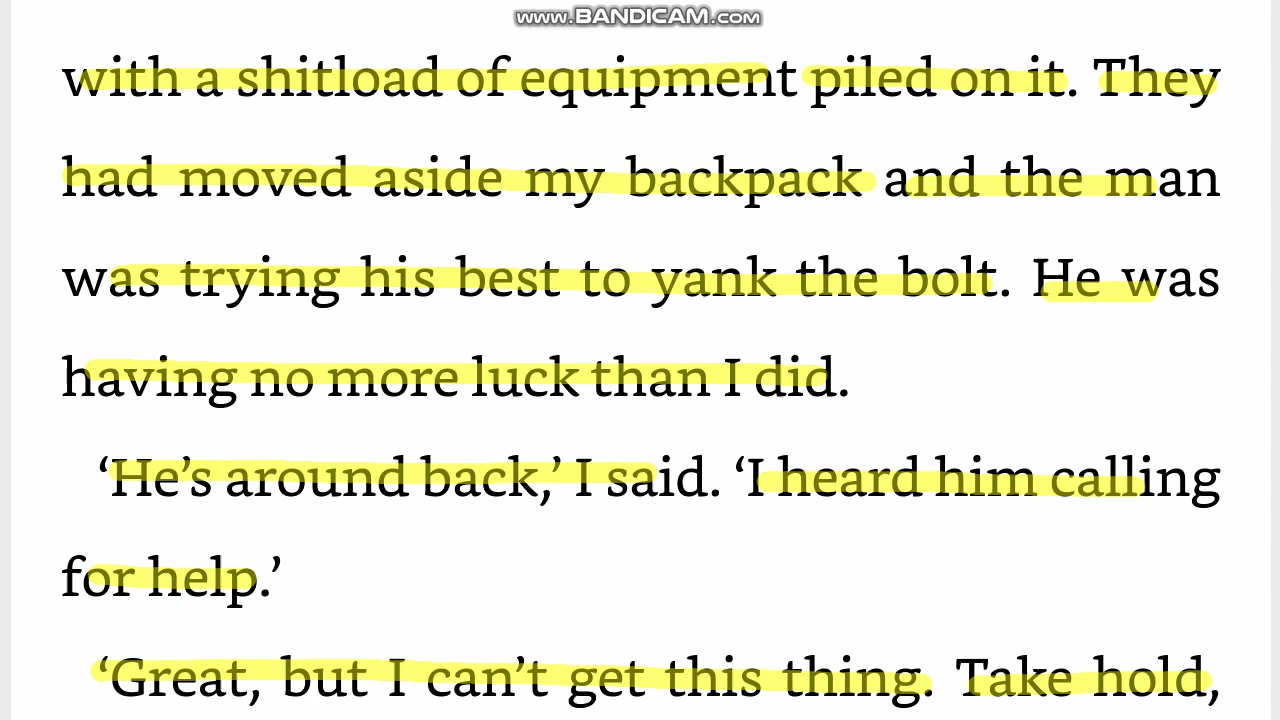 www.BANDICAM.com
with a shitload of equipment piled on it. They
had moved aside my backpack and the man
was trying his best to yank the bolt. He was
having no more luck than I did.
‘He’s around back,’ I said. ‘I heard him calling
for help.’
‘Great, but I can’t get this thing. Take hold,